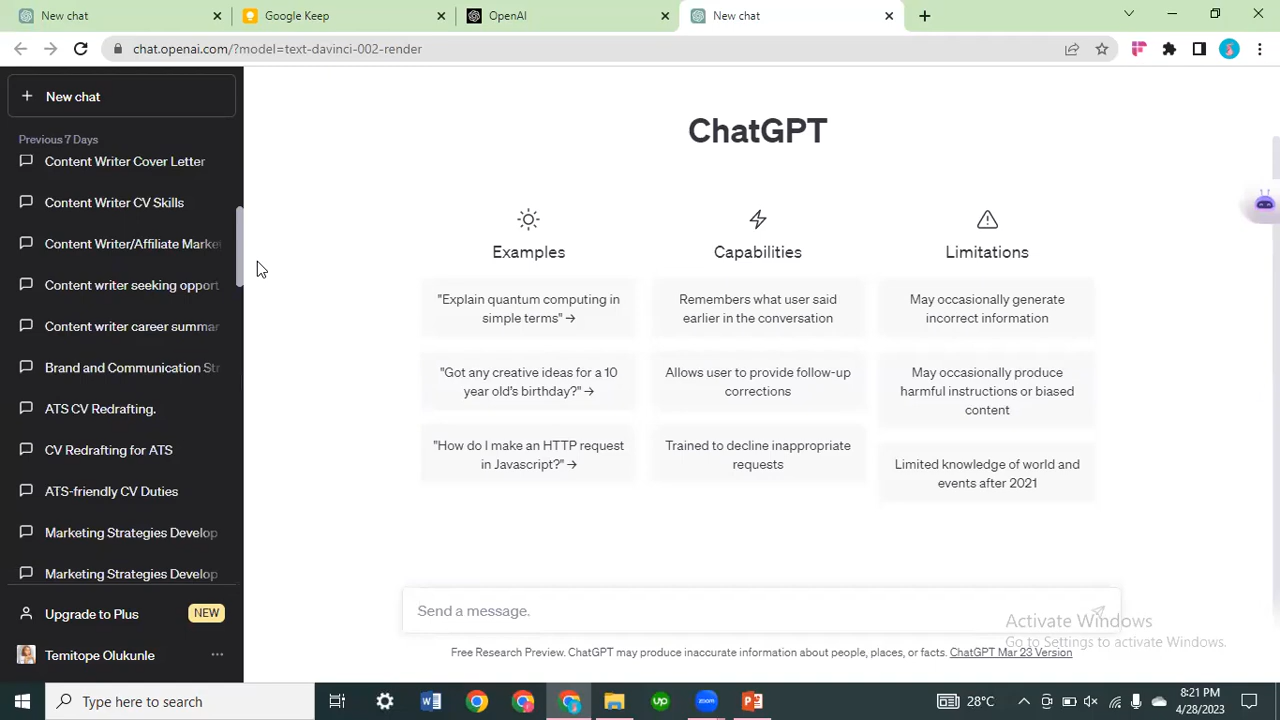 New chat
Google Keep
OpenAI
New chat
chat.openai.com/?model=text-davinci-002-render
New chat
Previous 7 Days
Content Writer Cover Letter
Content Writer CV Skills
Content Writer/Affiliate Marke
Content writer seeking opport
Content writer career summar
Brand and Communication Str
ATS CV Redrafting.
CV Redrafting for ATS
ATS-friendly CV Duties
Marketing Strategies Develop
Marketing Strategies Develop
Upgrade to Plus
NEW
Temitope Olukunle
ChatGPT
Examples
"Explain quantum computing in
simple terms" →
"Got any creative ideas for a 10
year old's birthday?" →
"How do I make an HTTP request
in Javascript?" →
Capabilities
Remembers what user said
earlier in the conversation
Allows user to provide follow-up
corrections
Trained to decline inappropriate
requests
Limitations
May occasionally generate
incorrect information
May occasionally produce
harmful instructions or biased
content
Limited knowledge of world and
events after 2021
Send a message.
Activate Windows
Go to Settings to activate Windows.
Free Research Preview. ChatGPT may produce inaccurate information about people, places, or facts. ChatGPT Mar 23 Version
Type here to search
up
zoom
28°C
8:21 PM
4/28/2023